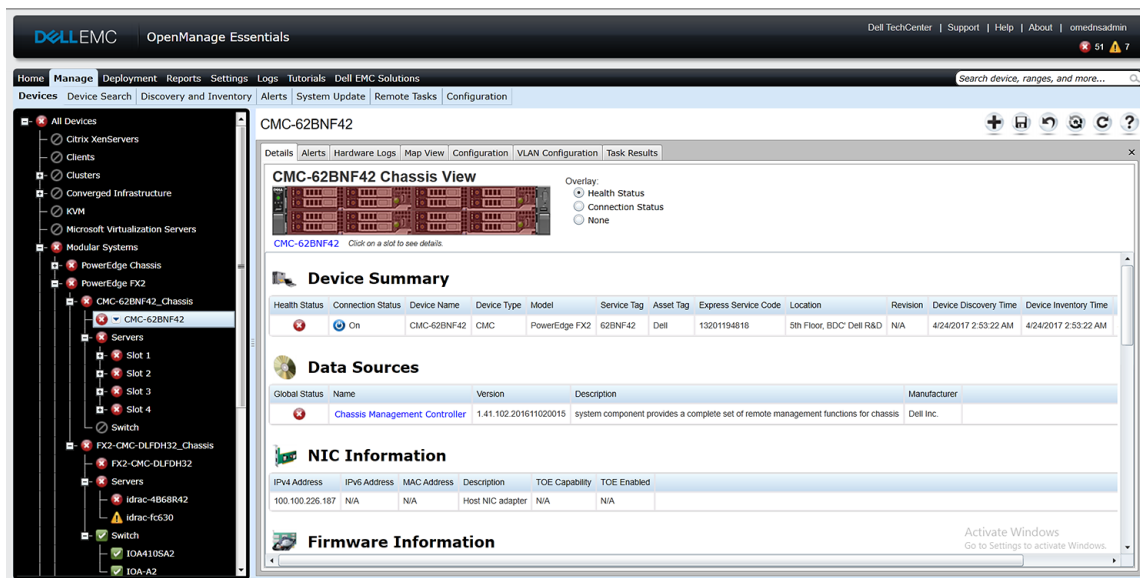 Dell TechCenter | Support | Help | About | omednsadmin
DELLEMC OpenManage Essentials
51 7
Home Manage Deployment Reports Settings Logs Tutorials Dell EMC Solutions
Search device, ranges, and more...
Devices Device Search Discovery and Inventory Alerts System Update Remote Tasks Configuration
All Devices
Citrix XenServers
Clients
Clusters
Converged Infrastructure
KVM
Microsoft Virtualization Servers
Modular Systems
PowerEdge Chassis
PowerEdge FX2
CMC-62BNF42_Chassis
CMC-62BNF42
Servers
Slot 1
Slot 2
Slot 3
Slot 4
Switch
FX2-CMC-DLFDH32_Chassis
FX2-CMC-DLFDH32
Servers
idrac-4B68R42
idrac-fc630
Switch
IOA410SA2
IOA-A2
CMC-62BNF42
Details Alerts Hardware Logs Map View Configuration VLAN Configuration Task Results
CMC-62BNF42 Chassis View
Overlay:
Health Status
Connection Status
None
CMC-62BNF42 Click on a slot to see details.
Device Summary
Health Status Connection Status Device Name Device Type Model Service Tag Asset Tag Express Service Code Location Revision Device Discovery Time Device Inventory Time
On CMC-62BNF42 CMC PowerEdge FX2 62BNF42 Dell 13201194818 5th Floor, BDC' Dell R&D N/A 4/24/2017 2:53:22 AM 4/24/2017 2:53:22 AM
Data Sources
Global Status Name Version Description Manufacturer
Chassis Management Controller 1.41.102.201611020015 system component provides a complete set of remote management functions for chassis Dell Inc.
NIC Information
IPv4 Address IPv6 Address MAC Address Description TOE Capability TOE Enabled
100.100.226.187 N/A N/A Host NIC adapter N/A N/A
Firmware Information
Activate Windows
Go to Settings to activate Windows.